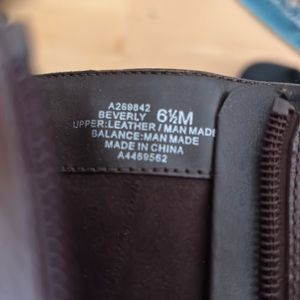 A269842
BEVERLY 6½M
UPPER:LEATHER/MAN MADE
BALANCE:MAN MADE
MADE IN CHINA
A4469562